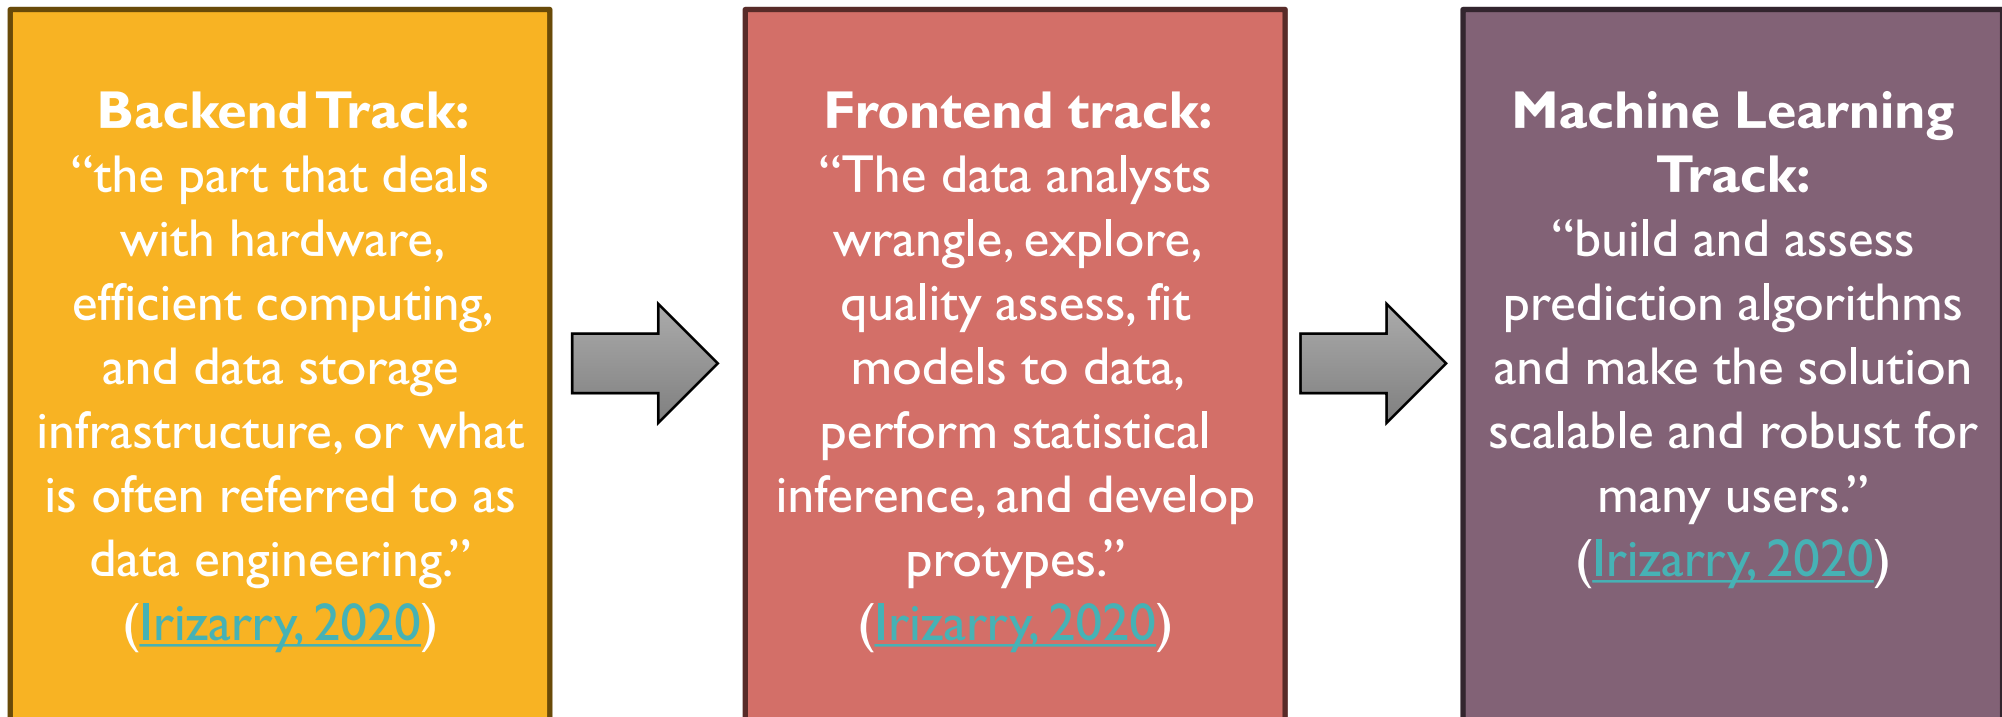 Backend Track:
“the part that deals
with hardware,
efficient computing,
and data storage
infrastructure, or what
is often referred to as
data engineering.”
(Irizarry, 2020)
Frontend track:
“The data analysts
wrangle, explore,
quality assess, fit
models to data,
perform statistical
inference, and develop
protypes.”
(Irizarry, 2020)
Machine Learning
Track:
“build and assess
prediction algorithms
and make the solution
scalable and robust for
many users.”
(Irizarry, 2020)